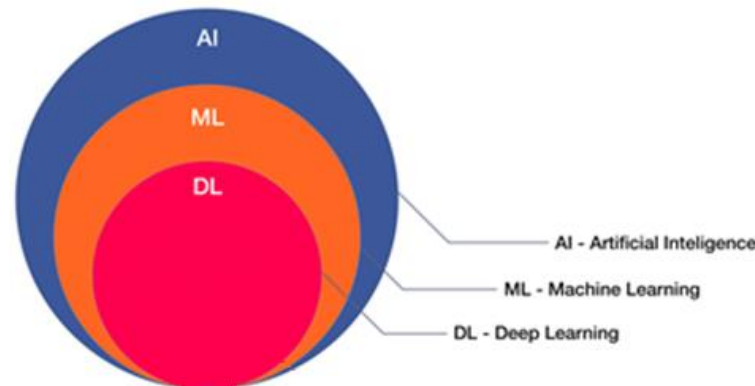 AI
ML
DL
AI - Artificial Inteligence
ML - Machine Learning
DL - Deep Learning